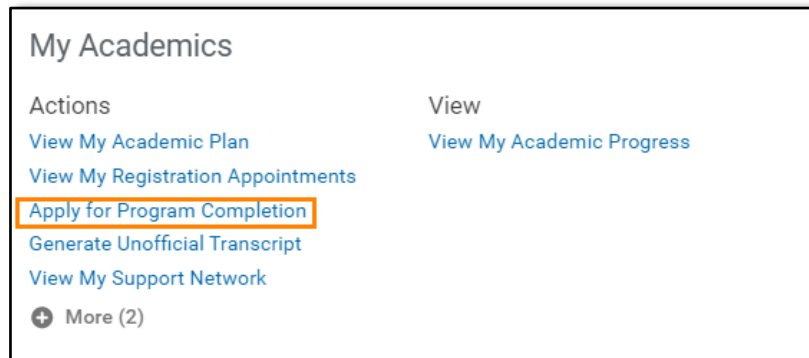 My Academics
Actions
View My Academic Plan
View My Registration Appointments
Apply for Program Completion
Generate Unofficial Transcript
View My Support Network
More (2)
View
View My Academic Progress